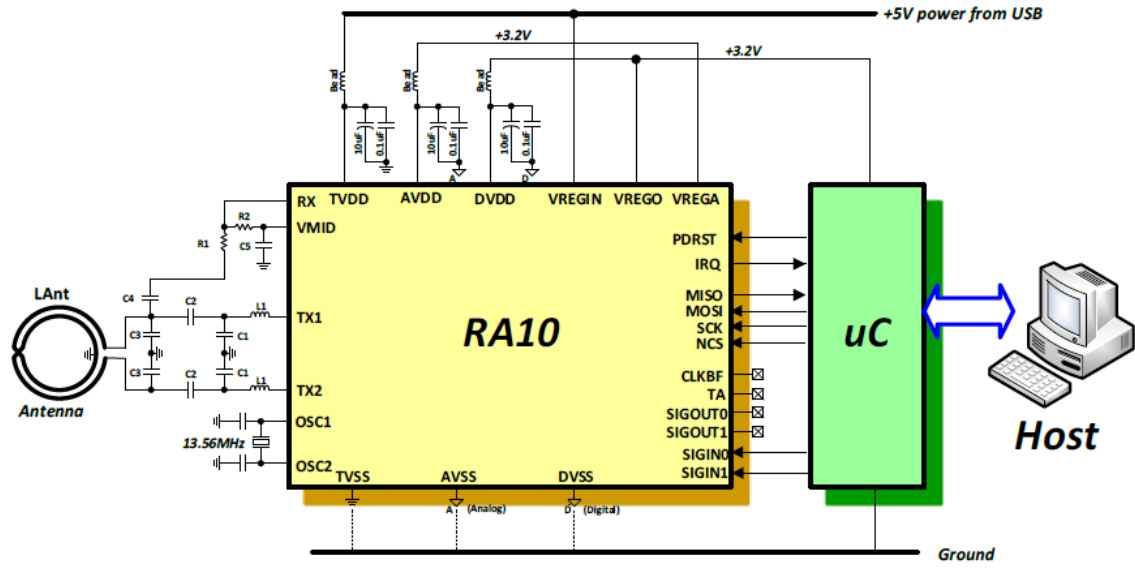 +5V power from USB
+3.2V
+3.2V
Bead
Bead
Bead
10uF
0.1uF
10uF
0.1uF
10uF
0.1uF
A
D
RX
TVDD
AVDD
DVDD
VREGIN
VREGO
VREGA
R2
VMID
R1
C5
PDRST
IRQ
LAnt
C4
C2
L1
TX1
MISO
MOSI
SCK
NCS
RA10
uC
C3
C1
C3
C1
C2
L1
TX2
CLKBF
TA
SIGOUT0
SIGOUT1
Antenna
OSC1
13.56MHz
OSC2
SIGIN0
SIGIN1
Host
TVSS
AVSS
DVSS
A (Analog)
D (Digital)
Ground